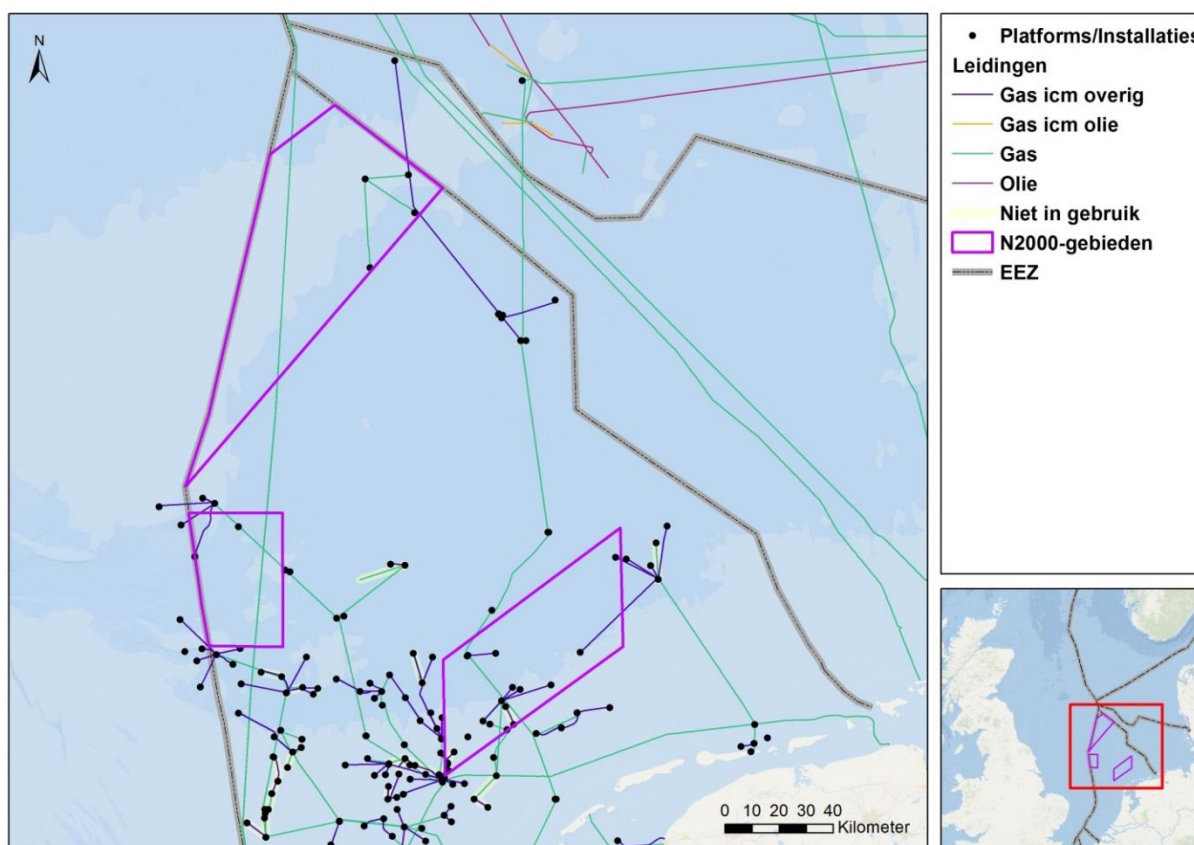 N
Platforms/Installaties
Leidingen
Gas icm overig
Gas icm olie
Gas
Olie
Niet in gebruik
N2000-gebieden
EEZ
0 10 20 30 40
Kilometer